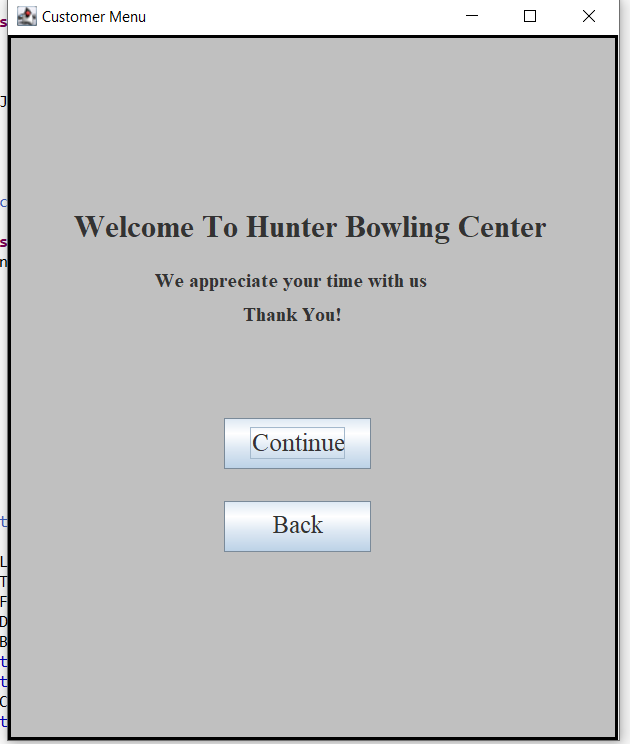 Customer Menu
Welcome To Hunter Bowling Center
We appreciate your time with us
Thank You!
Continue
Back